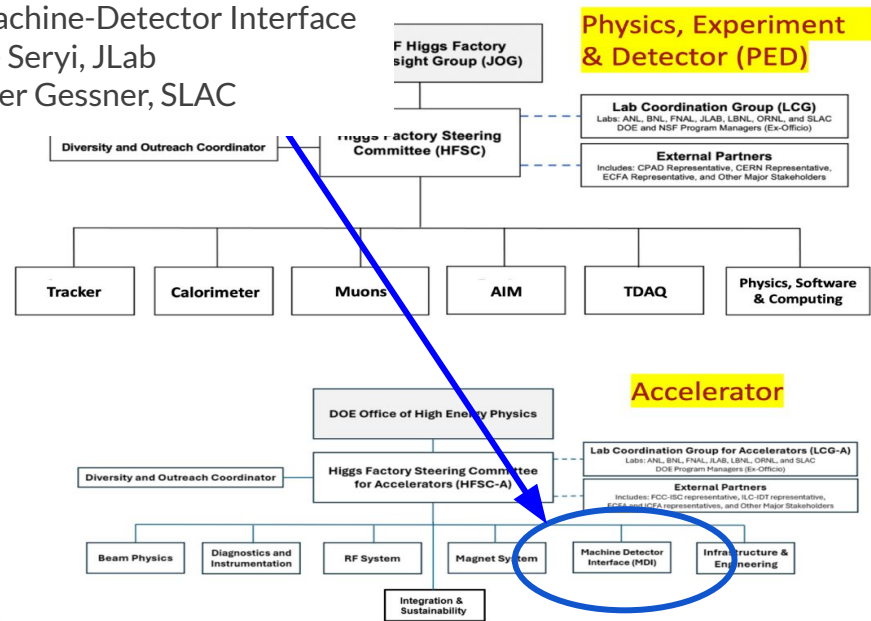 achine-Detector Interface
Seryi, JLab
er Gessner, SLAC
Physics, Experiment
& Detector (PED)
F Higgs Factory
sight Group (JOG)
Lab Coordination Group (LCG)
Labs: ANL, BNL, FNAL, JLAB, LBNL, ORNL, and SLAC
DOE and NSF Program Managers (Ex-Officio)
Diversity and Outreach Coordinator
Higgs Factory Steering
Committee (HFSC)
External Partners
Includes: CPAD Representative, CERN Representative,
ECFA Representative, and Other Major Stakeholders
Tracker
Calorimeter
Muons
AIM
TDAQ
Physics, Software
& Computing
Accelerator
DOE Office of High Energy Physics
Lab Coordination Group for Accelerators (LCG-A)
Labs: ANL, BNL, FNAL, JLAB, LBNL, ORNL, and SLAC
DOE Program Managers (Ex-Officio)
Diversity and Outreach Coordinator
Higgs Factory Steering Committee
for Accelerators (HFSC-A)
External Partners
Includes: FCC-ISC representative, ILC-IDT representative,
ECFA and ICFA representatives, and Other Major Stakeholders
Beam Physics
Diagnostics and
Instrumentation
RF System
Magnet System
Machine Detector
Interface (MDI)
Infrastructure &
Engineering
Integration &
Sustainability